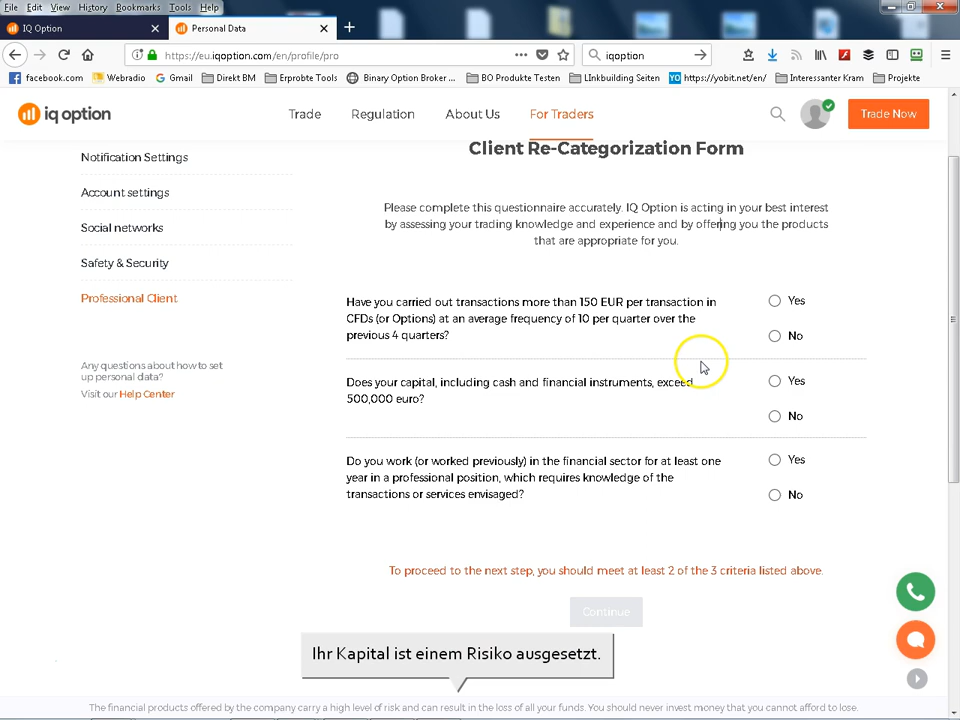 File Edit View History Bookmarks Tools Help
IQ Option
Personal Data
https://eu.iqoption.com/en/profile/pro
iqoption
facebook.com Webradio Gmail Direkt BM Erprobte Tools Binary Option Broker ... BO Produkte Testen LInkbuilding Seiten YO https://yobit.net/en/ Interessanter Kram Projekte
iq option
Trade Regulation About Us For Traders
Trade Now
Notification Settings
Account settings
Social networks
Safety & Security
Professional Client
Any questions about how to set
up personal data?
Visit our Help Center
Client Re-Categorization Form
Please complete this questionnaire accurately. IQ Option is acting in your best interest
by assessing your trading knowledge and experience and by offering you the products
that are appropriate for you.
Have you carried out transactions more than 150 EUR per transaction in
CFDs (or Options) at an average frequency of 10 per quarter over the
previous 4 quarters?
Yes
No
Does your capital, including cash and financial instruments, exceed
500,000 euro?
Yes
No
Do you work (or worked previously) in the financial sector for at least one
year in a professional position, which requires knowledge of the
transactions or services envisaged?
Yes
No
To proceed to the next step, you should meet at least 2 of the 3 criteria listed above.
Continue
Ihr Kapital ist einem Risiko ausgesetzt.
The financial products offered by the company carry a high level of risk and can result in the loss of all your funds. You should never invest money that you cannot afford to lose.